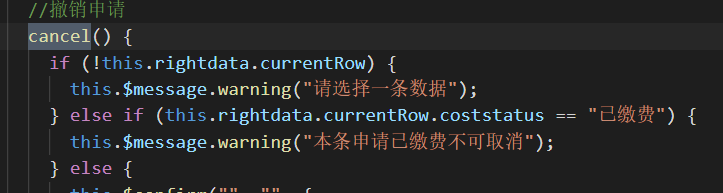 //撤销申请
cancel() {
if (!this.rightdata.currentRow) {
this.$message.warning("请选择一条数据");
} else if (this.rightdata.currentRow.coststatus == "已缴费") {
this.$message.warning("本条申请已缴费不可取消");
} else {
this.$confirm("", "", {